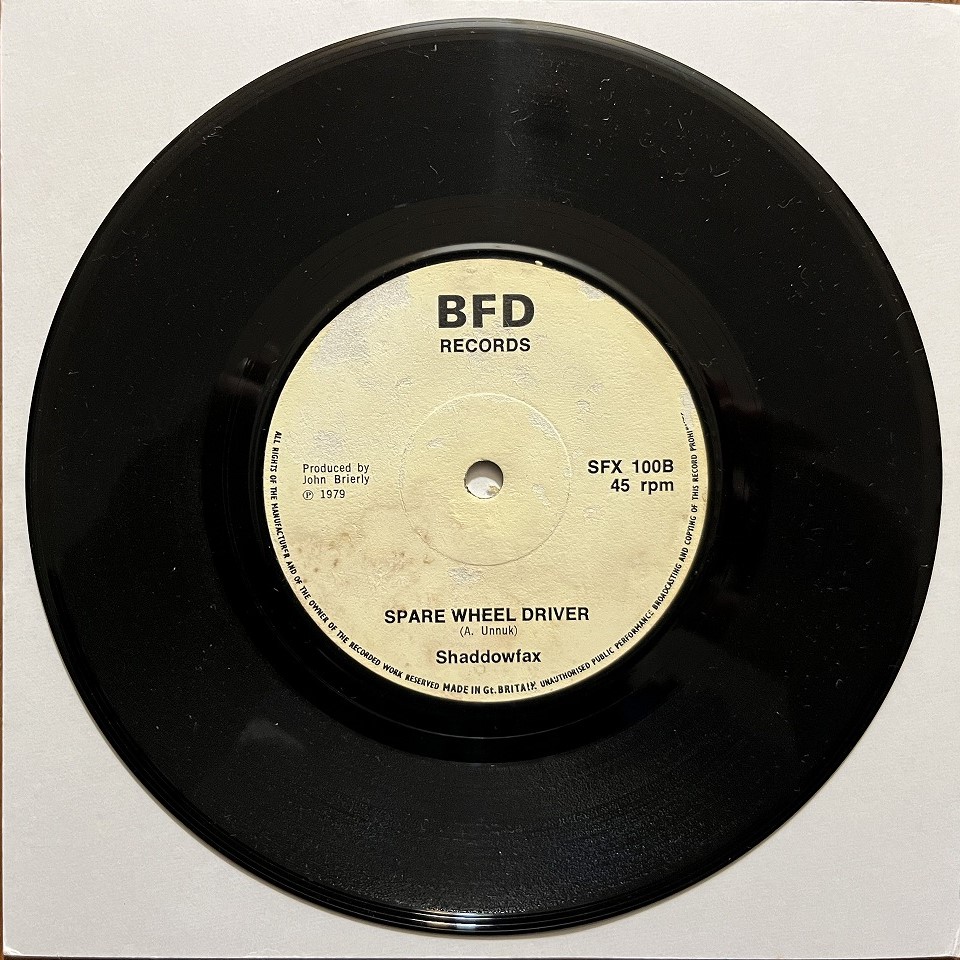 BFD
RECORDS
Produced by
John Brierly
℗ 1979
SFX 100B
45 rpm
SPARE WHEEL DRIVER
(A. Unnuk)
Shaddowfax
ALL RIGHTS OF THE MANUFACTURER AND OF THE OWNER OF THE RECORDED WORK RESERVED MADE IN Gt. BRITAIN. UNAUTHORISED PUBLIC PERFORMANCE BROADCASTING AND COPYING OF THIS RECORD